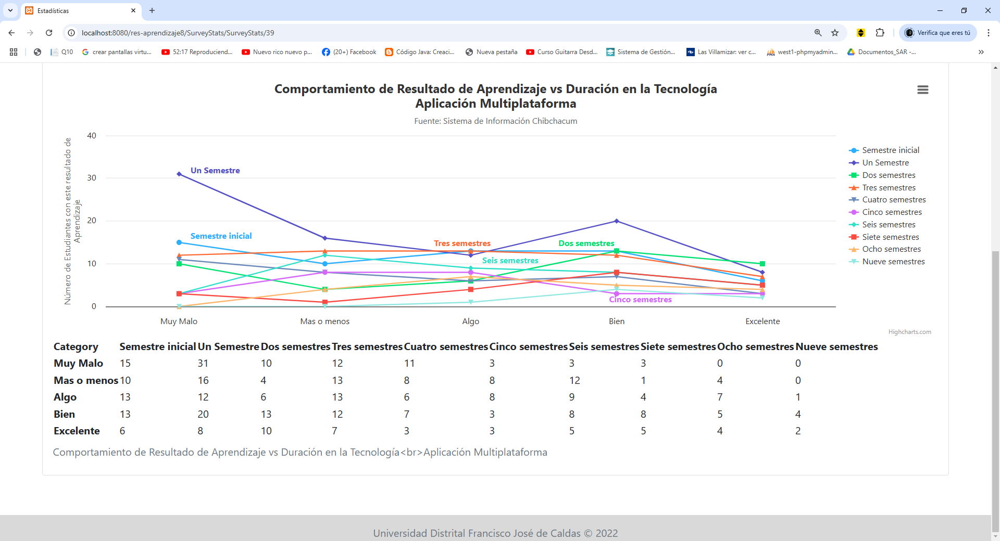 Estadísticas
localhost:8080/res-aprendizaje8/SurveyStats/SurveyStats/39
Verifica que eres tú
Q10
crear pantallas virtu...
52:17 Reproduciend...
Nuevo rico nuevo p...
(20+) Facebook
Código Java: Creaci...
Nueva pestaña
Curso Guitarra Desd...
Sistema de Gestión...
Las Villamizar: ver c...
west1-phpmyadmin...
Documentos_SAR -...
Comportamiento de Resultado de Aprendizaje vs Duración en la Tecnología
Aplicación Multiplataforma
Fuente: Sistema de Información Chibchacum
Número de Estudiantes con este resultado de
Aprendizaje
40
30
20
10
0
Un Semestre
Semestre inicial
Tres semestres
Dos semestres
Seis semestres
Cinco semestres
Muy Malo
Mas o menos
Algo
Bien
Excelente
Semestre inicial
Un Semestre
Dos semestres
Tres semestres
Cuatro semestres
Cinco semestres
Seis semestres
Siete semestres
Ocho semestres
Nueve semestres
Highcharts.com
Category Semestre inicial Un Semestre Dos semestres Tres semestres Cuatro semestres Cinco semestres Seis semestres Siete semestres Ocho semestres Nueve semestres
Muy Malo 15 31 10 12 11 3 3 3 0 0
Mas o menos 10 16 4 13 8 8 12 1 4 0
Algo 13 12 6 13 6 8 9 4 7 1
Bien 13 20 13 12 7 3 8 8 5 4
Excelente 6 8 10 7 3 3 5 5 4 2
Comportamiento de Resultado de Aprendizaje vs Duración en la Tecnología<br>Aplicación Multiplataforma
Universidad Distrital Francisco José de Caldas © 2022